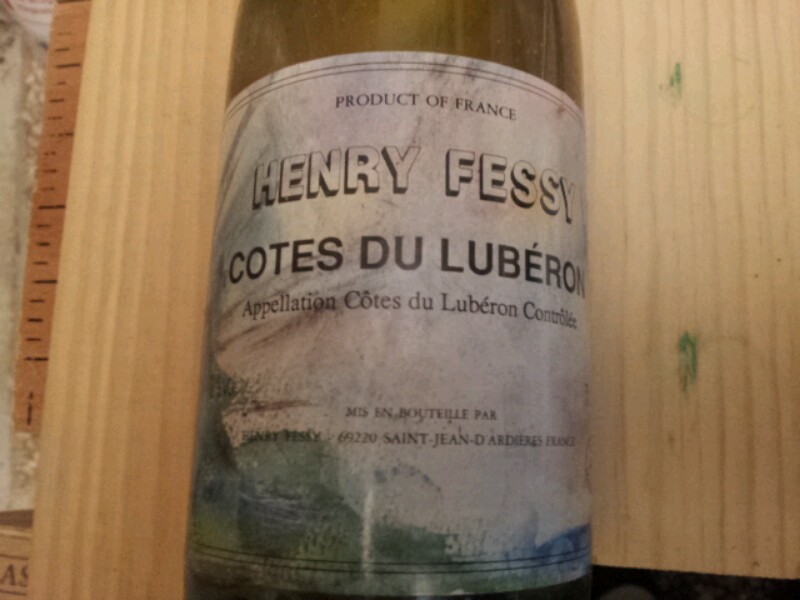 PRODUCT OF FRANCE
HENRY FESSY
COTES DU LUBÉRON
Appellation Côtes du Lubéron Contrôlée
MIS EN BOUTEILLE PAR
HENRY FESSY - 69220 SAINT-JEAN-D'ARDIÈRES FRANCE
AS